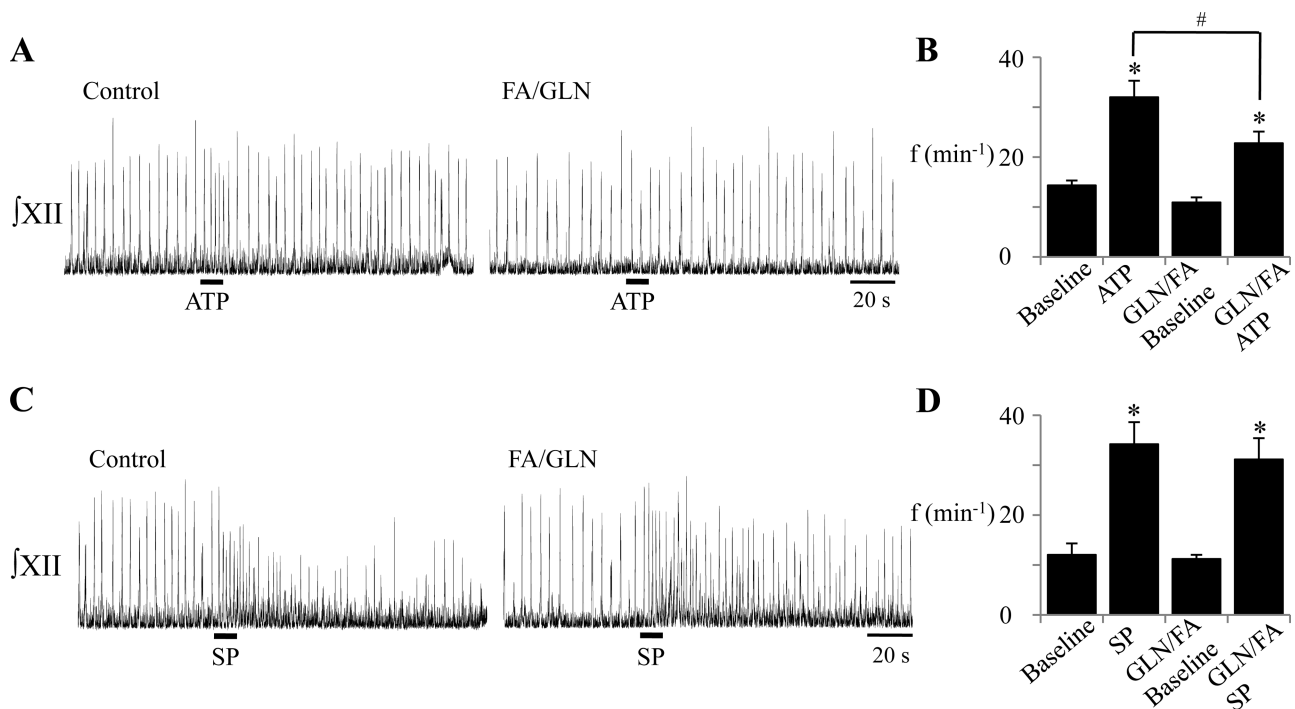 A
Control
FA/GLN
∫XII
ATP
ATP
20 s
B
#
40
*
*
f (min-1)
20
0
Baseline
ATP
GLN/FA
Baseline
GLN/FA
ATP
C
Control
FA/GLN
∫XII
SP
SP
20 s
D
40
*
*
f (min-1)
20
0
Baseline
SP
GLN/FA
Baseline
GLN/FA
SP